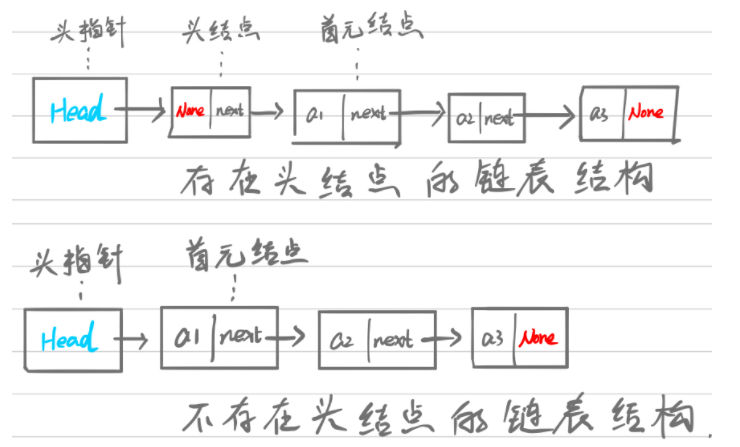 头指针 头结点 首元结点
Head None next a1 next a2 next a3 None
存在头结点的链表结构
头指针 首元结点
Head a1 next a2 next a3 None
不存在头结点的链表结构.